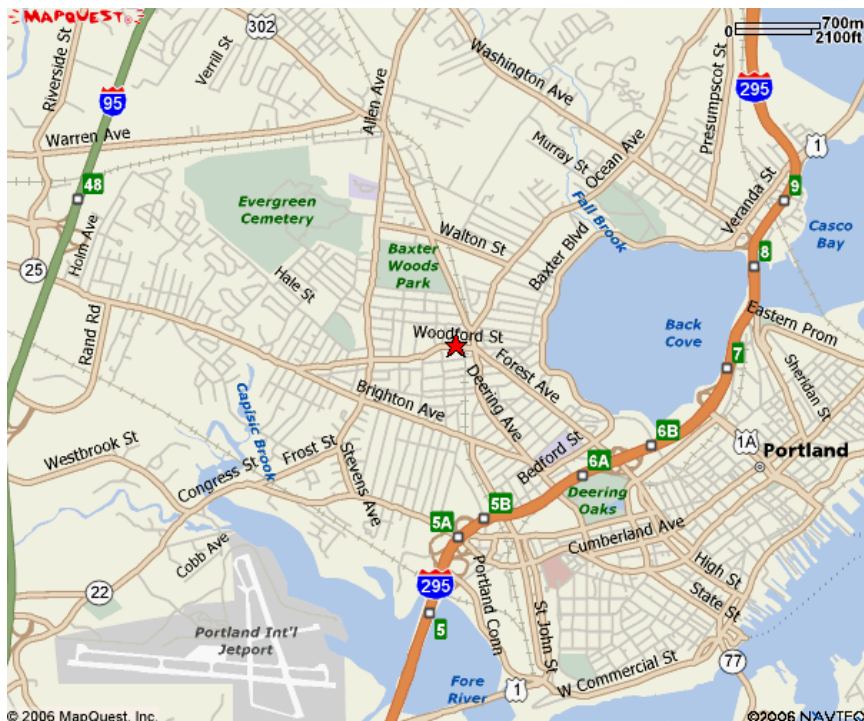 MAPQUEST
302
700m
0
2100ft
Riverside St
Verrill St
Allen Ave
Washington Ave
Presumpscot St
95
295
Warren Ave
Murray St
Ocean Ave
1
48
Evergreen
Cemetery
Fall Brook
Veranda St
9
Holm Ave
Walton St
Baxter Blvd
Casco
Bay
25
Baxter
Woods
Park
8
Hale St
Rand Rd
Woodford St
Back
Cove
Eastern Prom
7
Forest Ave
Sheridan St
Capisic Brook
Brighton Ave
Deering Ave
6B
1A
Portland
Westbrook St
Congress St
Frost St
Stevens Ave
Bedford St
6A
Deering
Oaks
5B
5A
Cumberland Ave
Cobb Ave
High St
22
295
Portland Conn
St John St
State St
Portland Int'l
Jetport
5
Fore
River
1
W Commercial St
77
© 2006 MapQuest, Inc.
©2006 NAVTEQ